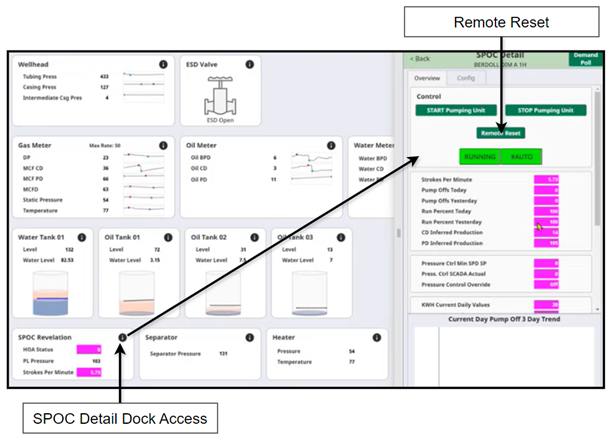 Remote Reset
Wellhead
Tubing Press 433
Casing Press 127
Intermediate Csg Pres 4
ESD Valve
ESD Open
< Back
SPOC Detail
Demand Poll
Overview Config
Control
START Pumping Unit STOP Pumping Unit
Remote Reset
RUNNING #AUTO
Gas Meter Max Rate: 50
DP 23
MCF CD 36
MCF PD 66
MCFD 63
Static Pressure 54
Temperature 77
Oil Meter
Oil BPD 6
Oil CD 3
Oil PD 11
Water Meter
Water BPD
Water CD
Water
Strokes Per Minute 5.73
Pump Offs Today 0
Pump Offs Yesterday 0
Run Percent Today 100
Run Percent Yesterday 100
CD Inferred Production 14
PD Inferred Production 105
Water Tank 01
Level 132
Water Level 82.53
Oil Tank 01
Level 72
Water Level 3.15
Oil Tank 02
Level 31
Water Level 7.5
Oil Tank 03
Level 13
Water Level 7
Pressure Ctrl Min SPD SP 0
Press. Ctrl SCADA Actual 0
Pressure Control Override Off
KWH Current Daily Values 20
Current Day Pump Off 3 Day Trend
SPOC Revelation
HOA Status
PL Pressure 103
Strokes Per Minute 5.73
Separator
Separator Pressure 131
Heater
Pressure 54
Temperature 77
SPOC Detail Dock Access